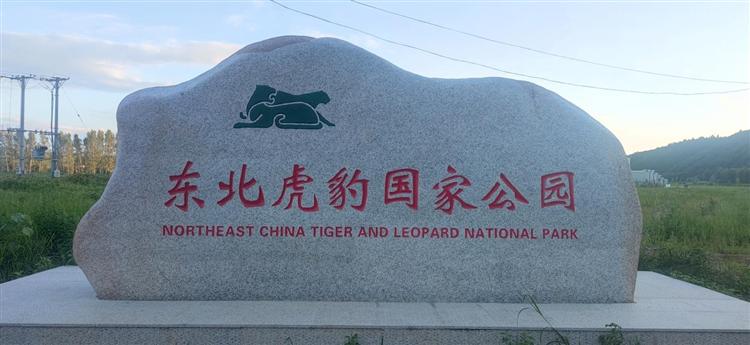 东北虎豹国家公园
NORTHEAST CHINA TIGER AND LEOPARD NATIONAL PARK